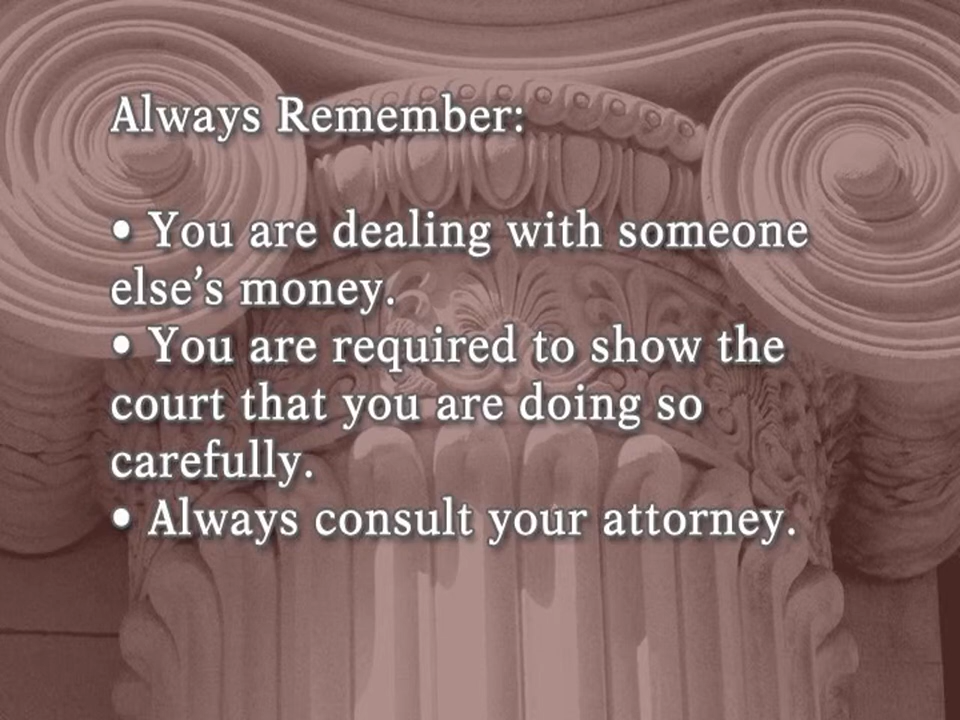 Always Remember:
• You are dealing with someone
else’s money.
• You are required to show the
court that you are doing so
carefully.
• Always consult your attorney.